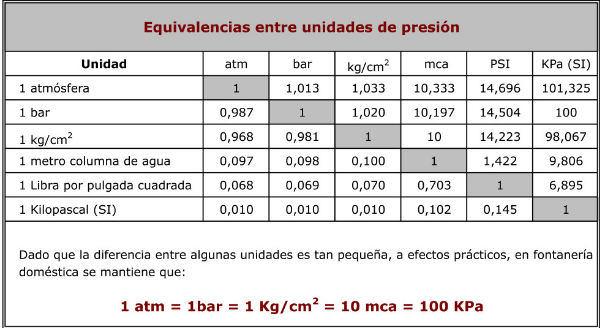 Equivalencias entre unidades de presión
Unidad atm bar kg/cm² mca PSI KPa (SI)
1 atmósfera 1 1,013 1,033 10,333 14,696 101,325
1 bar 0,987 1 1,020 10,197 14,504 100
1 kg/cm² 0,968 0,981 1 10 14,223 98,067
1 metro columna de agua 0,097 0,098 0,100 1 1,422 9,806
1 Libra por pulgada cuadrada 0,068 0,069 0,070 0,703 1 6,895
1 Kilopascal (SI) 0,010 0,010 0,010 0,102 0,145 1
Dado que la diferencia entre algunas unidades es tan pequeña, a efectos prácticos, en fontanería
doméstica se mantiene que:
1 atm = 1bar = 1 Kg/cm² = 10 mca = 100 KPa